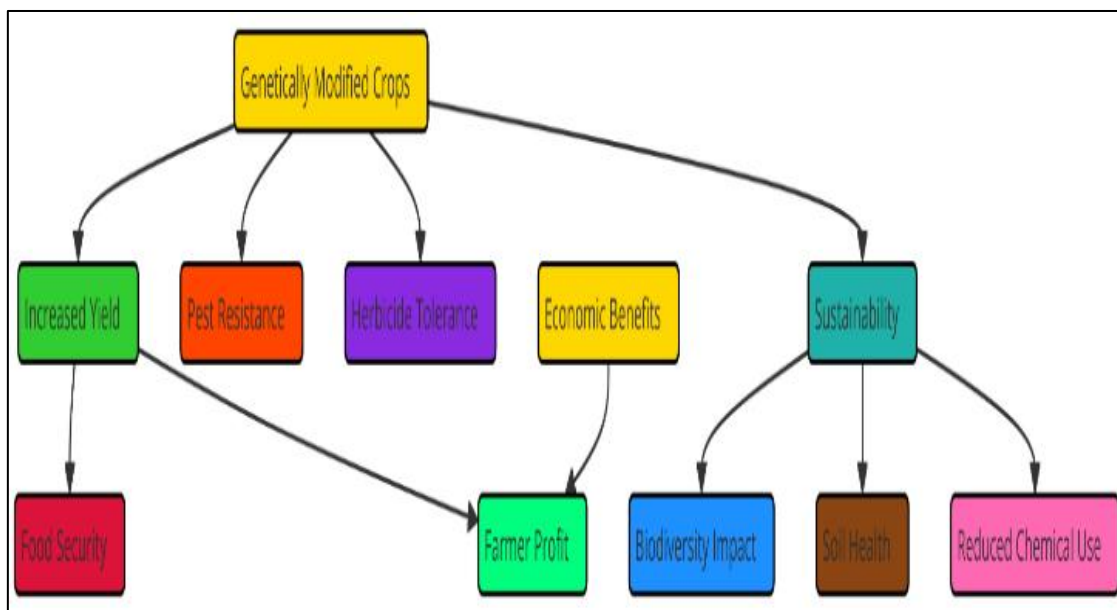 Genetically Modified Crops
Increased Yield
Pest Resistance
Herbicide Tolerance
Economic Benefits
Sustainability
Food Security
Farmer Profit
Biodiversity Impact
Soil Health
Reduced Chemical Use